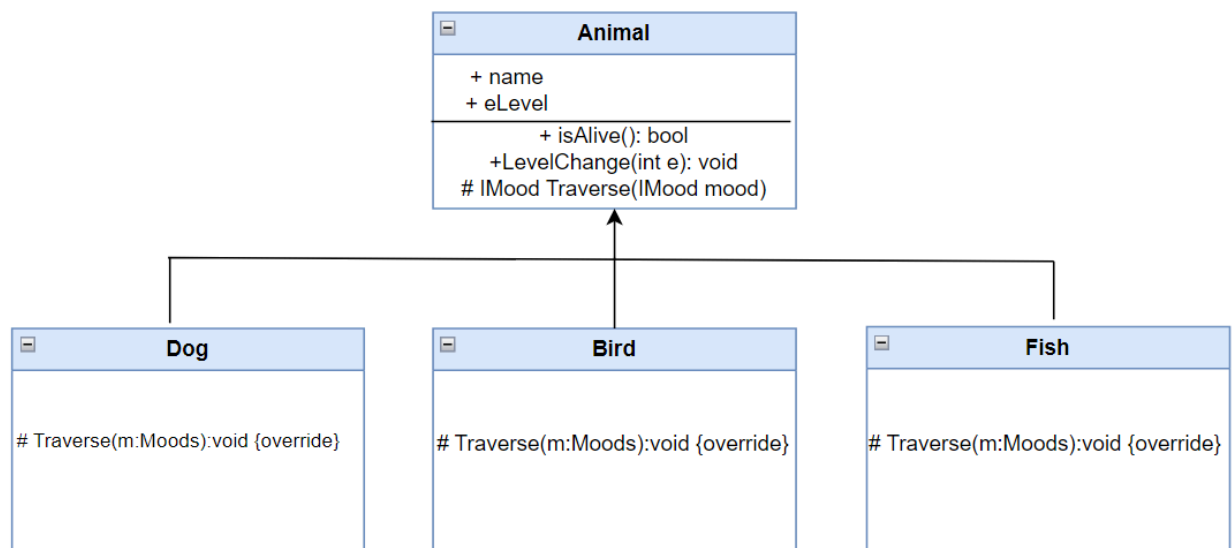 Animal
+ name
+ eLevel
+ isAlive(): bool
+LevelChange(int e): void
# IMood Traverse(IMood mood)
Dog
# Traverse(m:Moods):void {override}
Bird
# Traverse(m:Moods):void {override}
Fish
# Traverse(m:Moods):void {override}